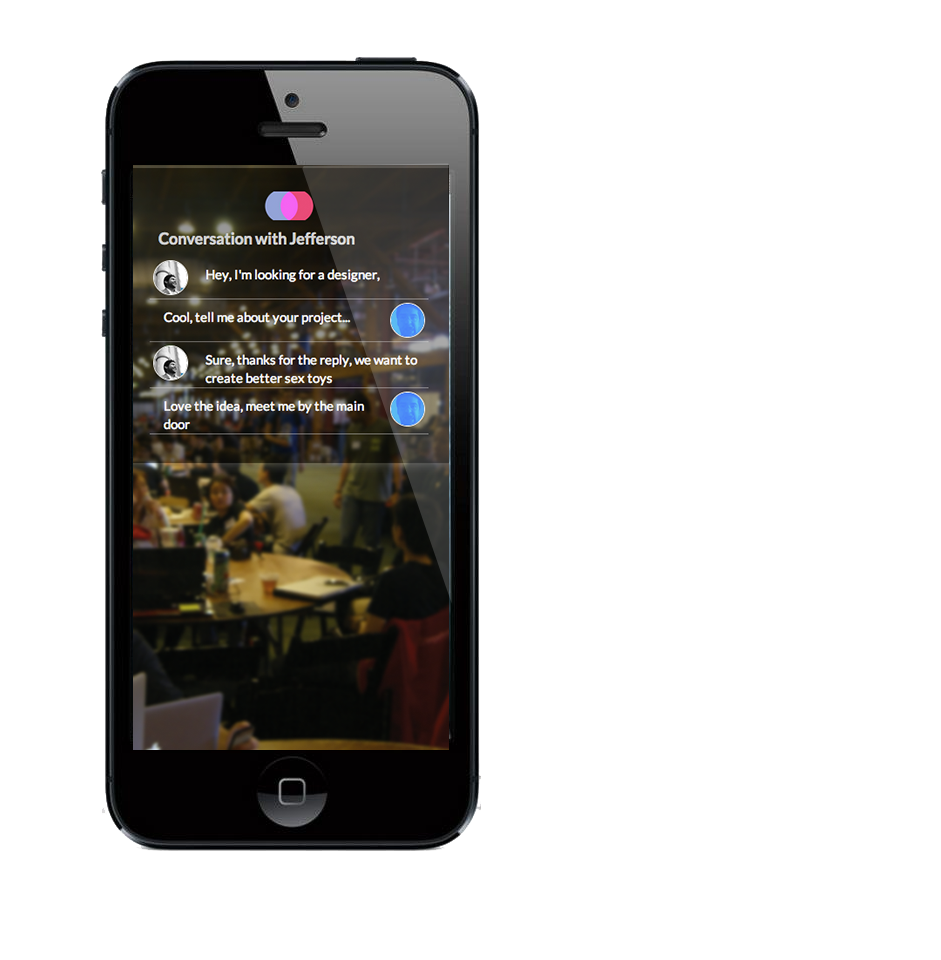 Conversation with Jefferson
Hey, I'm looking for a designer,
Cool, tell me about your project...
Sure, thanks for the reply, we want to
create better sex toys
Love the idea, meet me by the main
door